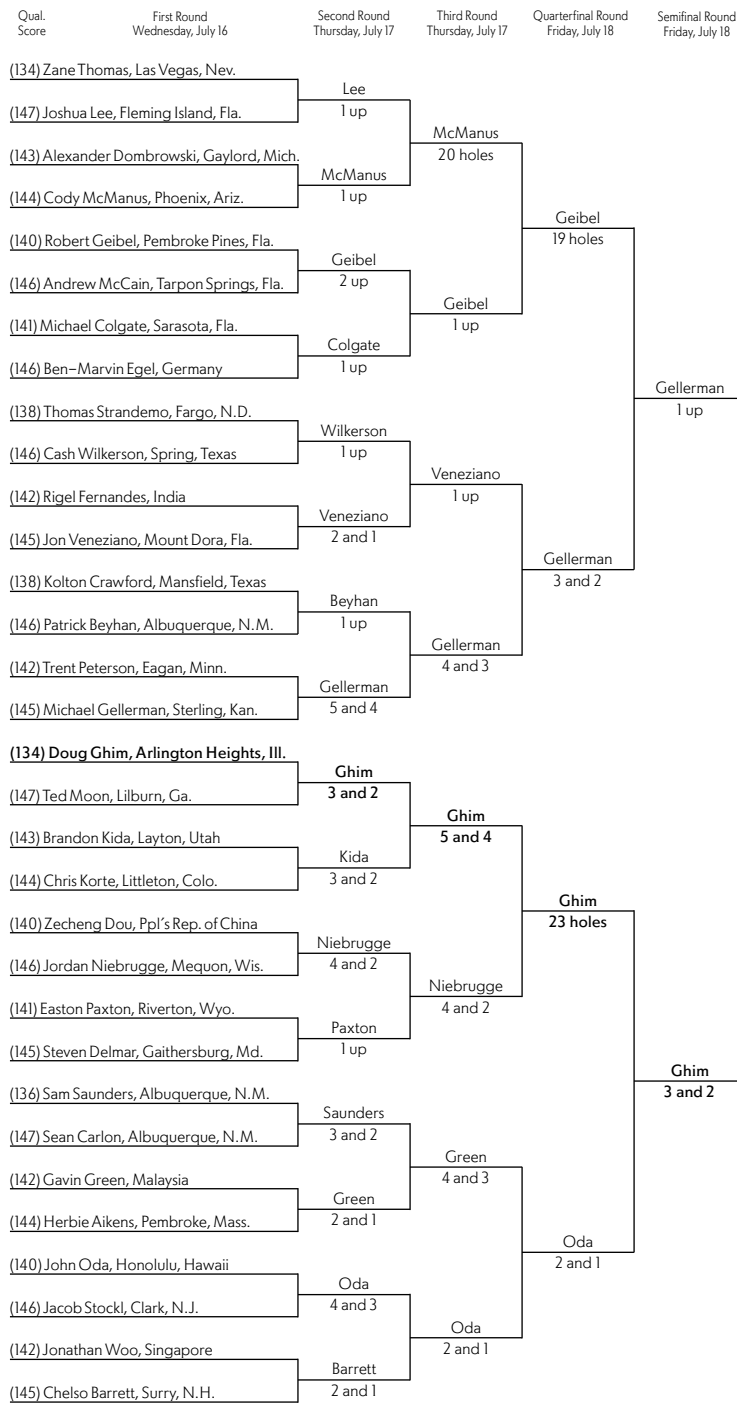 Qual.
Score
First Round
Wednesday, July 16
Second Round
Thursday, July 17
Third Round
Thursday, July 17
Quarterfinal Round
Friday, July 18
Semifinal Round
Friday, July 18
(134) Zane Thomas, Las Vegas, Nev.
Lee
1 up
(147) Joshua Lee, Fleming Island, Fla.
McManus
20 holes
(143) Alexander Dombrowski, Gaylord, Mich.
McManus
1 up
(144) Cody McManus, Phoenix, Ariz.
Geibel
19 holes
(140) Robert Geibel, Pembroke Pines, Fla.
Geibel
2 up
(146) Andrew McCain, Tarpon Springs, Fla.
Geibel
1 up
(141) Michael Colgate, Sarasota, Fla.
Colgate
1 up
(146) Ben-Marvin Egel, Germany
Gellerman
1 up
(138) Thomas Strandemo, Fargo, N.D.
Wilkerson
1 up
(146) Cash Wilkerson, Spring, Texas
Veneziano
1 up
(142) Rigel Fernandes, India
Veneziano
2 and 1
(145) Jon Veneziano, Mount Dora, Fla.
Gellerman
3 and 2
(138) Kolton Crawford, Mansfield, Texas
Beyhan
1 up
(146) Patrick Beyhan, Albuquerque, N.M.
Gellerman
4 and 3
(142) Trent Peterson, Eagan, Minn.
Gellerman
5 and 4
(145) Michael Gellerman, Sterling, Kan.
(134) Doug Ghim, Arlington Heights, Ill.
Ghim
3 and 2
(147) Ted Moon, Lilburn, Ga.
Ghim
5 and 4
(143) Brandon Kida, Layton, Utah
Kida
3 and 2
(144) Chris Korte, Littleton, Colo.
Ghim
23 holes
(140) Zecheng Dou, Ppl's Rep. of China
Niebrugge
4 and 2
(146) Jordan Niebrugge, Mequon, Wis.
Niebrugge
4 and 2
(141) Easton Paxton, Riverton, Wyo.
Paxton
1 up
(145) Steven Delmar, Gaithersburg, Md.
Ghim
3 and 2
(136) Sam Saunders, Albuquerque, N.M.
Saunders
3 and 2
(147) Sean Carlon, Albuquerque, N.M.
Green
4 and 3
(142) Gavin Green, Malaysia
Green
2 and 1
(144) Herbie Aikens, Pembroke, Mass.
Oda
2 and 1
(140) John Oda, Honolulu, Hawaii
Oda
4 and 3
(146) Jacob Stockl, Clark, N.J.
Oda
2 and 1
(142) Jonathan Woo, Singapore
Barrett
2 and 1
(145) Chelso Barrett, Surry, N.H.